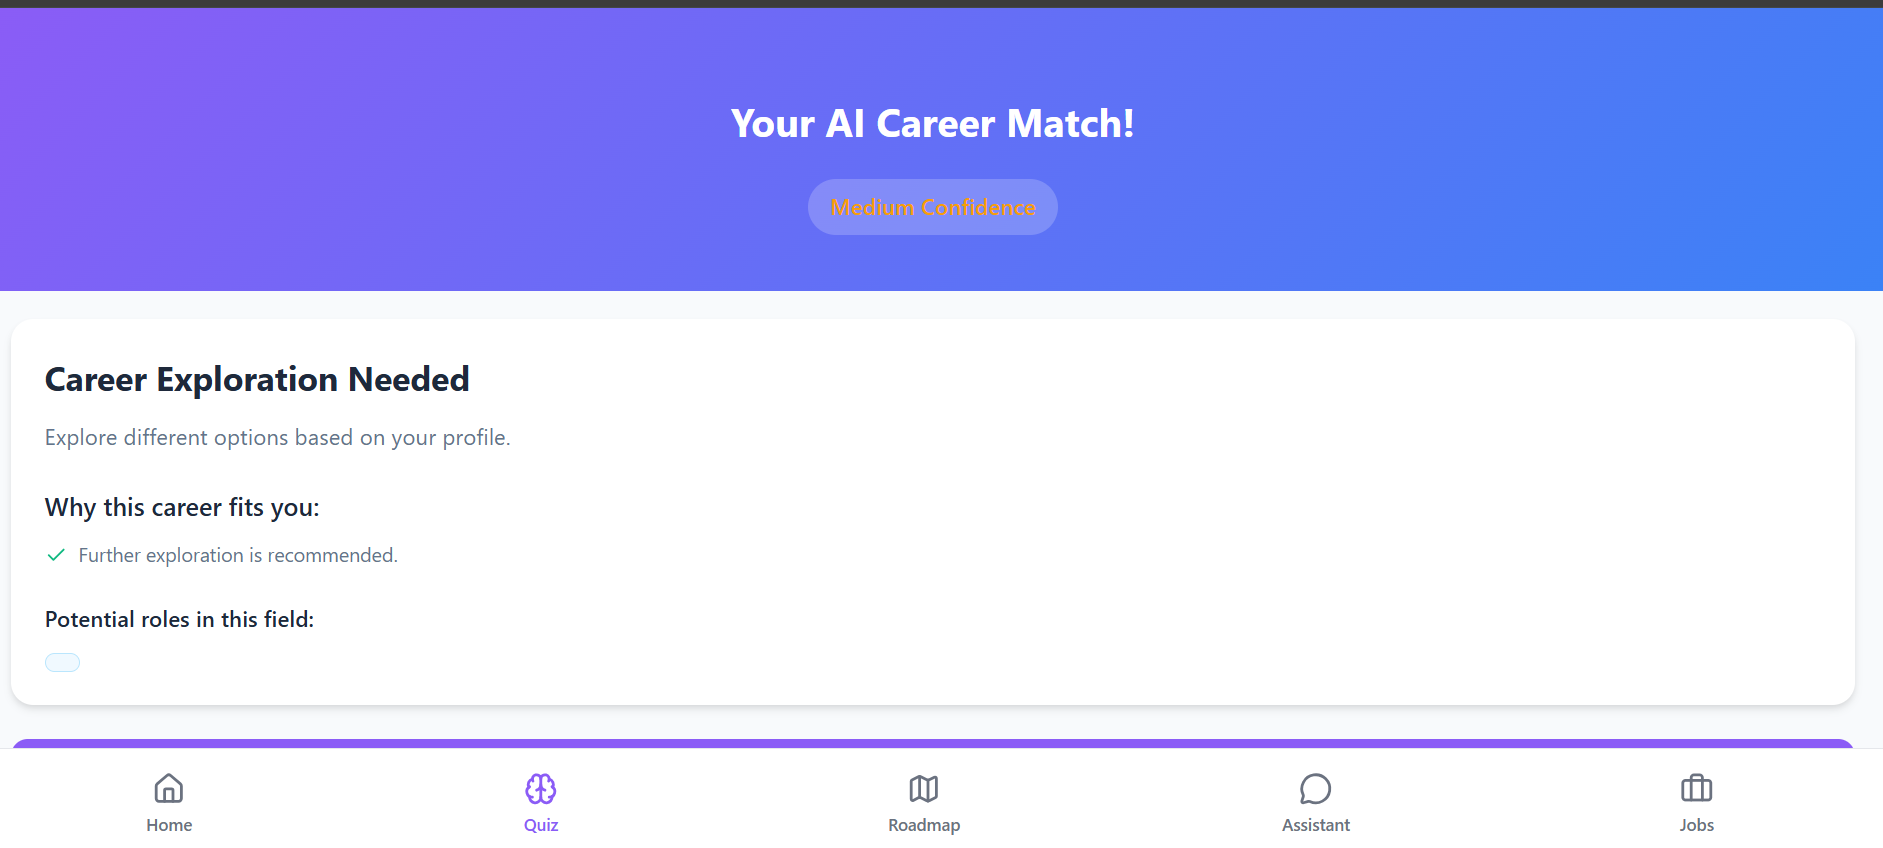 Your AI Career Match!
Medium Confidence
Career Exploration Needed
Explore different options based on your profile.
Why this career fits you:
Further exploration is recommended.
Potential roles in this field:
Home
Quiz
Roadmap
Assistant
Jobs